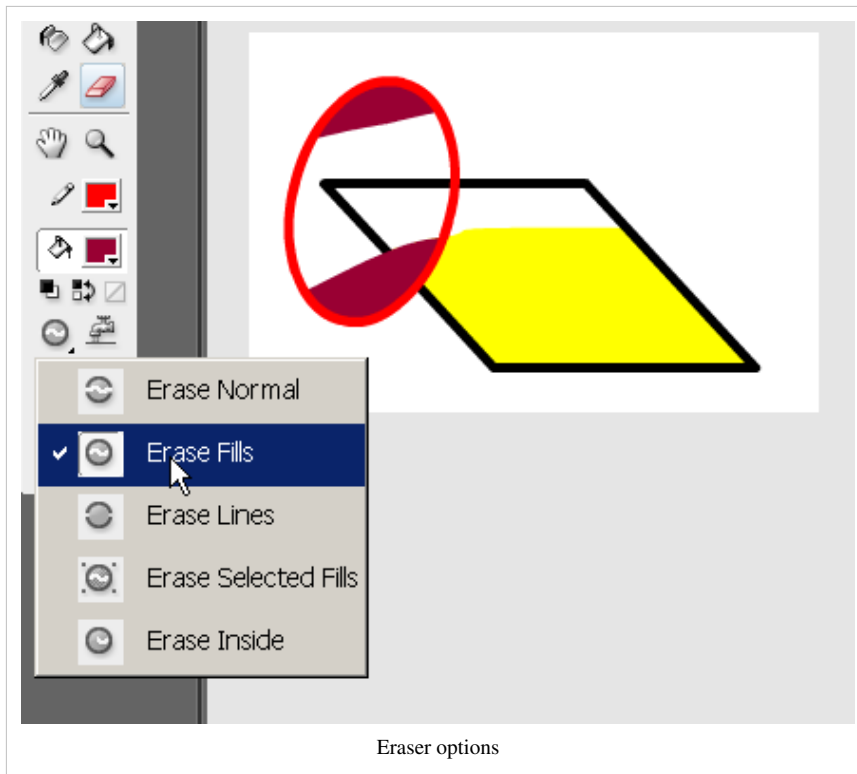 Erase Normal
Erase Fills
Erase Lines
Erase Selected Fills
Erase Inside
Eraser options